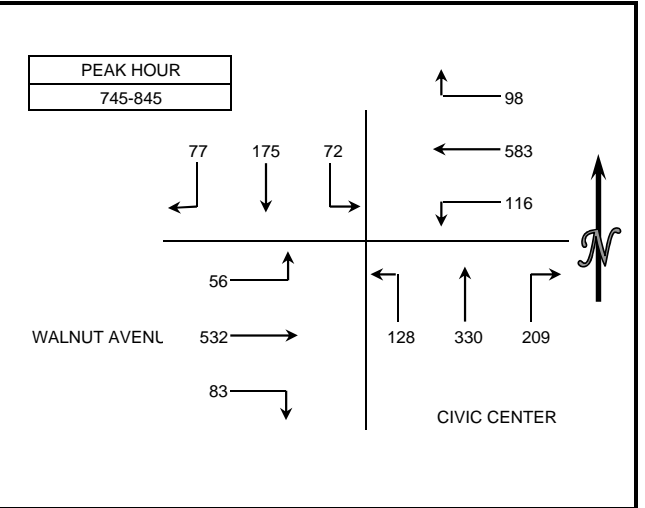 PEAK HOUR
745-845
98
77 175 72
583
116
N
56
WALNUT AVENU 532
128 330 209
83
CIVIC CENTER